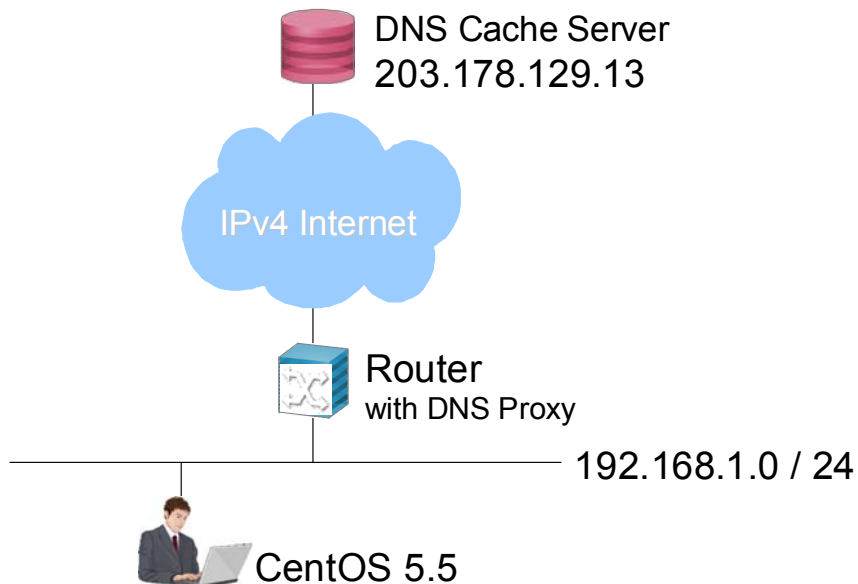 DNS Cache Server
203.178.129.13
IPv4 Internet
Router
with DNS Proxy
192.168.1.0 / 24
CentOS 5.5